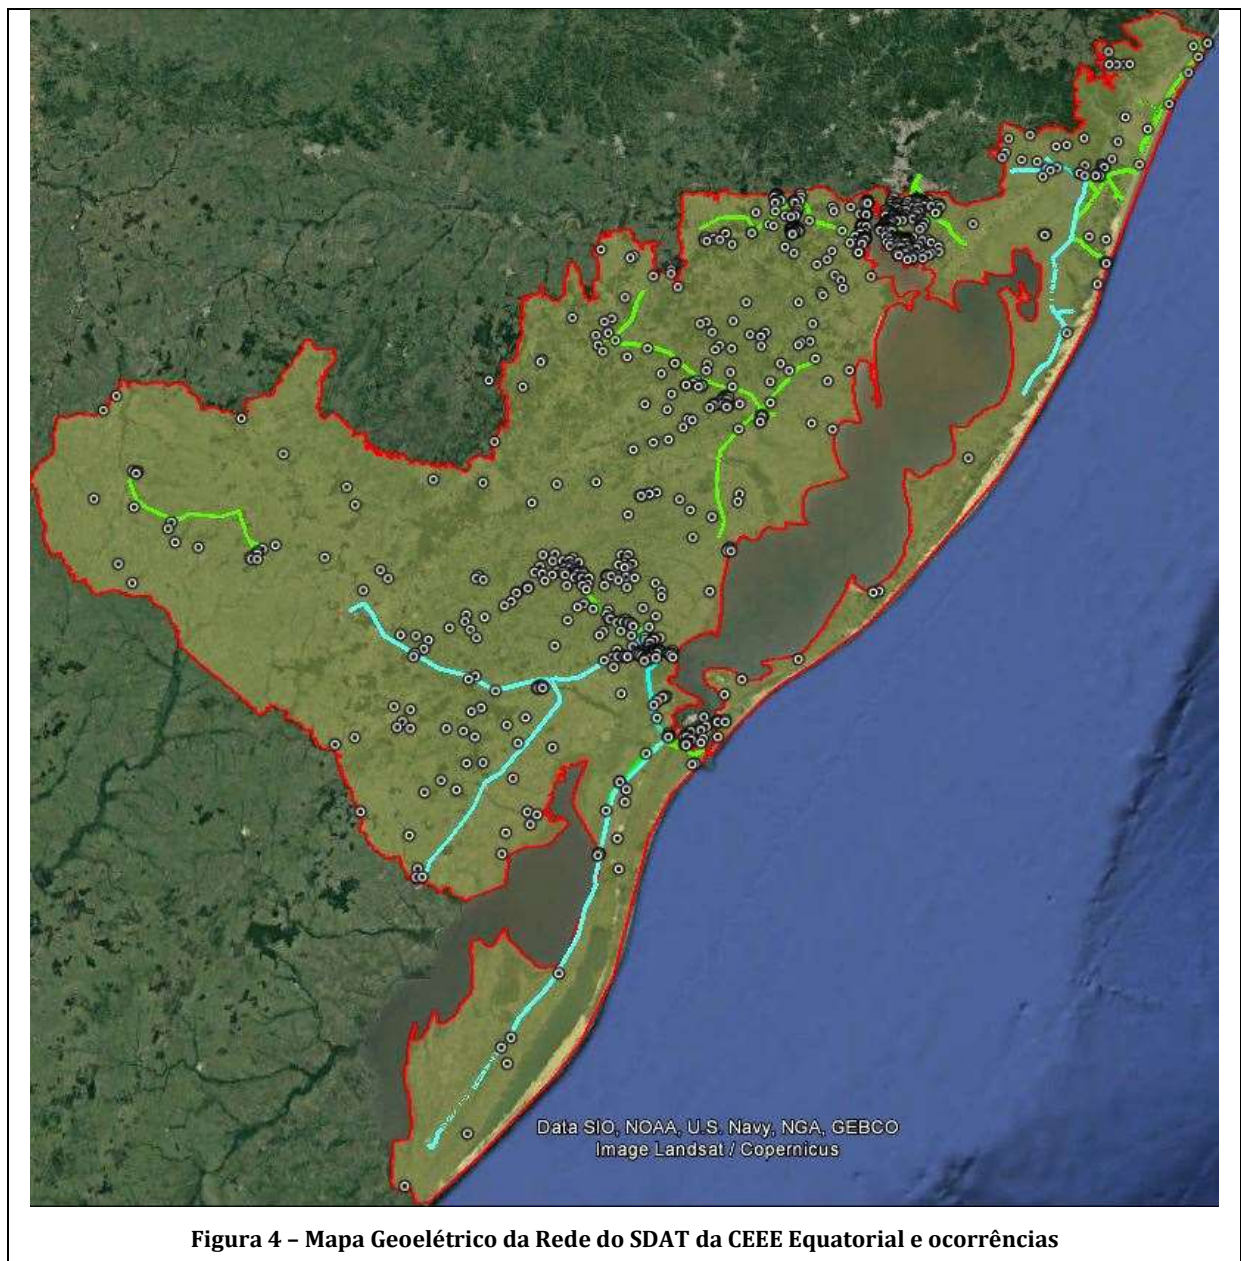 Data SIO, NOAA, U.S. Navy, NGA, GEBCO
Image Landsat / Copernicus
Figura 4 – Mapa Geoelétrico da Rede do SDAT da CEEE Equatorial e ocorrências